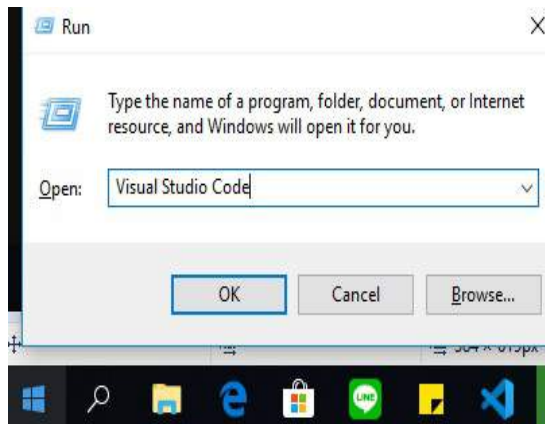 Run
Type the name of a program, folder, document, or Internet
resource, and Windows will open it for you.
Open: Visual Studio Code
OK Cancel Browse...
LINE